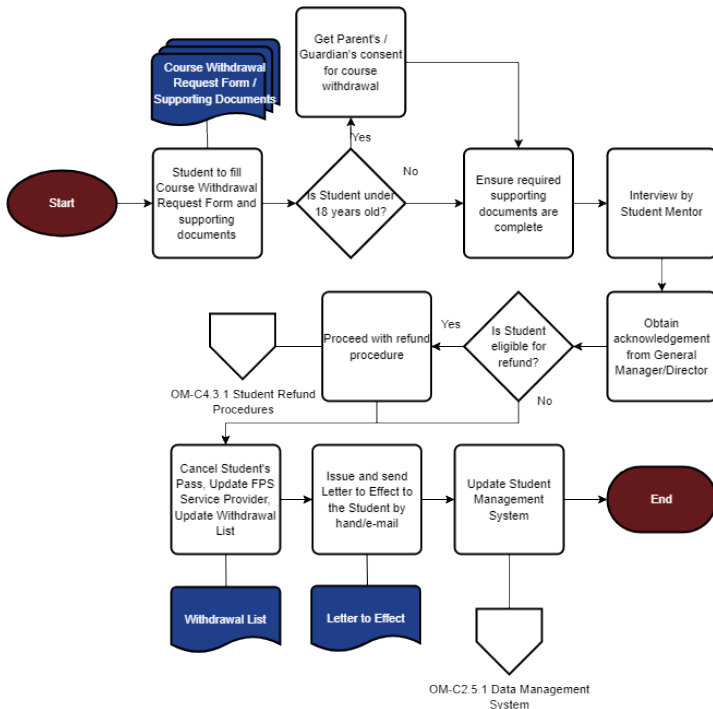 Course Withdrawal
Request Form /
Supporting Documents
Get Parent's /
Guardian's consent
for course
withdrawal
Yes
Start
Student to fill
Course Withdrawal
Request Form and
supporting
documents
Is Student under
18 years old?
No
Ensure required
supporting
documents are
complete
Interview by
Student Mentor
Obtain
acknowledgement
from General
Manager/Director
Is Student
eligible for
refund?
Yes
No
Proceed with refund
procedure
OM-C4.3.1 Student Refund
Procedures
Cancel Student's
Pass, Update FPS
Service Provider,
Update Withdrawal
List
Issue and send
Letter to Effect to
the Student by
hand/e-mail
Update Student
Management
System
End
Withdrawal List
Letter to Effect
OM-C2.5.1 Data Management
System